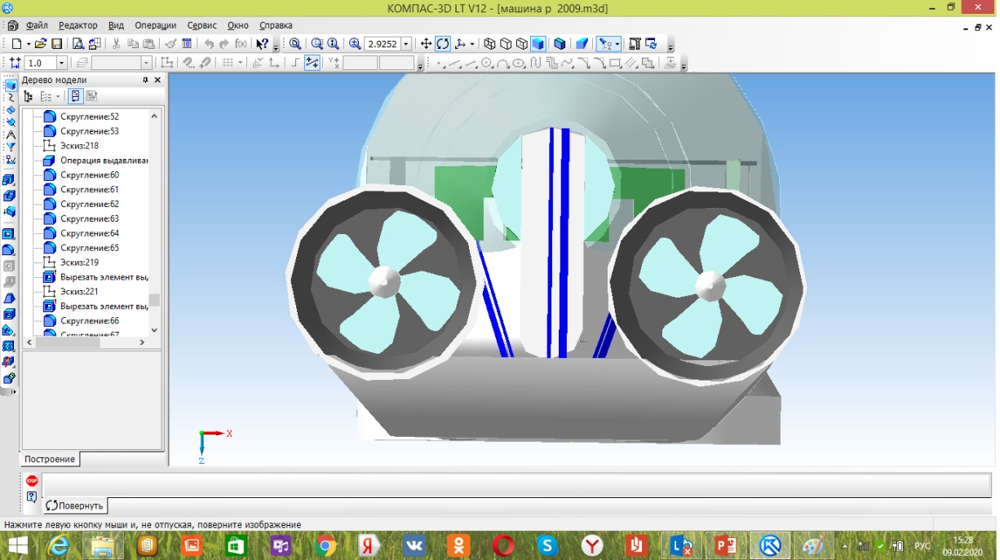 КОМПАС-3D LT V12 - [машина р 2009.m3d]
Файл Редактор Вид Операции Сервис Окно Справка
2.9252
f(x)
1.0
Дерево модели
Скругление:52
Скругление:53
Эскиз:218
Операция выдавливан
Скругление:60
Скругление:61
Скругление:62
Скругление:63
Скругление:64
Скругление:65
Эскиз:219
Вырезать элемент выд
Эскиз:221
Вырезать элемент выд
Скругление:66
Скругление:67
X
Z
Построение
STOP
Повернуть
Нажмите левую кнопку мыши и, не отпуская, поверните изображение
РУС
15:28
09.02.2020